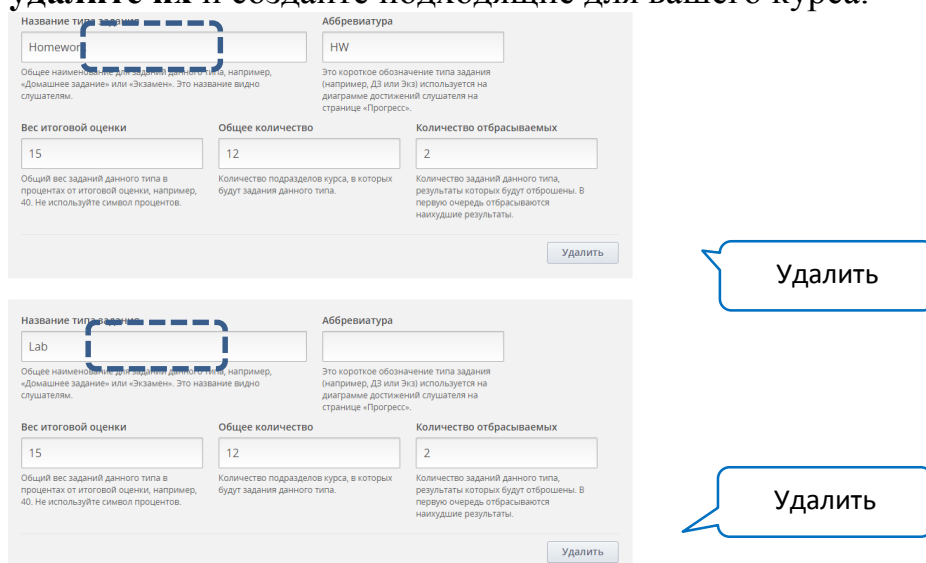 удалите их и создайте подходящие для вашего курса.
Название типа задания
Аббревиатура
Homework
HW
Общее наименование для заданий данного типа, например,
«Домашнее задание» или «Экзамен». Это название видно
слушателям.
Это короткое обозначение типа задания
(например, ДЗ или Экз) используется на
диаграмме достижений слушателя на
странице «Прогресс».
Вес итоговой оценки
Общее количество
Количество отбрасываемых
15
12
2
Общий вес заданий данного типа в
процентах от итоговой оценки, например,
40. Не используйте символ процентов.
Количество подразделов курса, в которых
будут задания данного типа.
Количество заданий данного типа,
результаты которых будут отброшены. В
первую очередь отбрасываются
наихудшие результаты.
Удалить
Удалить
Название типа задания
Аббревиатура
Lab
Общее наименование для заданий данного типа, например,
«Домашнее задание» или «Экзамен». Это название видно
слушателям.
Это короткое обозначение типа задания
(например, ДЗ или Экз) используется на
диаграмме достижений слушателя на
странице «Прогресс».
Вес итоговой оценки
Общее количество
Количество отбрасываемых
15
12
2
Общий вес заданий данного типа в
процентах от итоговой оценки, например,
40. Не используйте символ процентов.
Количество подразделов курса, в которых
будут задания данного типа.
Количество заданий данного типа,
результаты которых будут отброшены. В
первую очередь отбрасываются
наихудшие результаты.
Удалить
Удалить